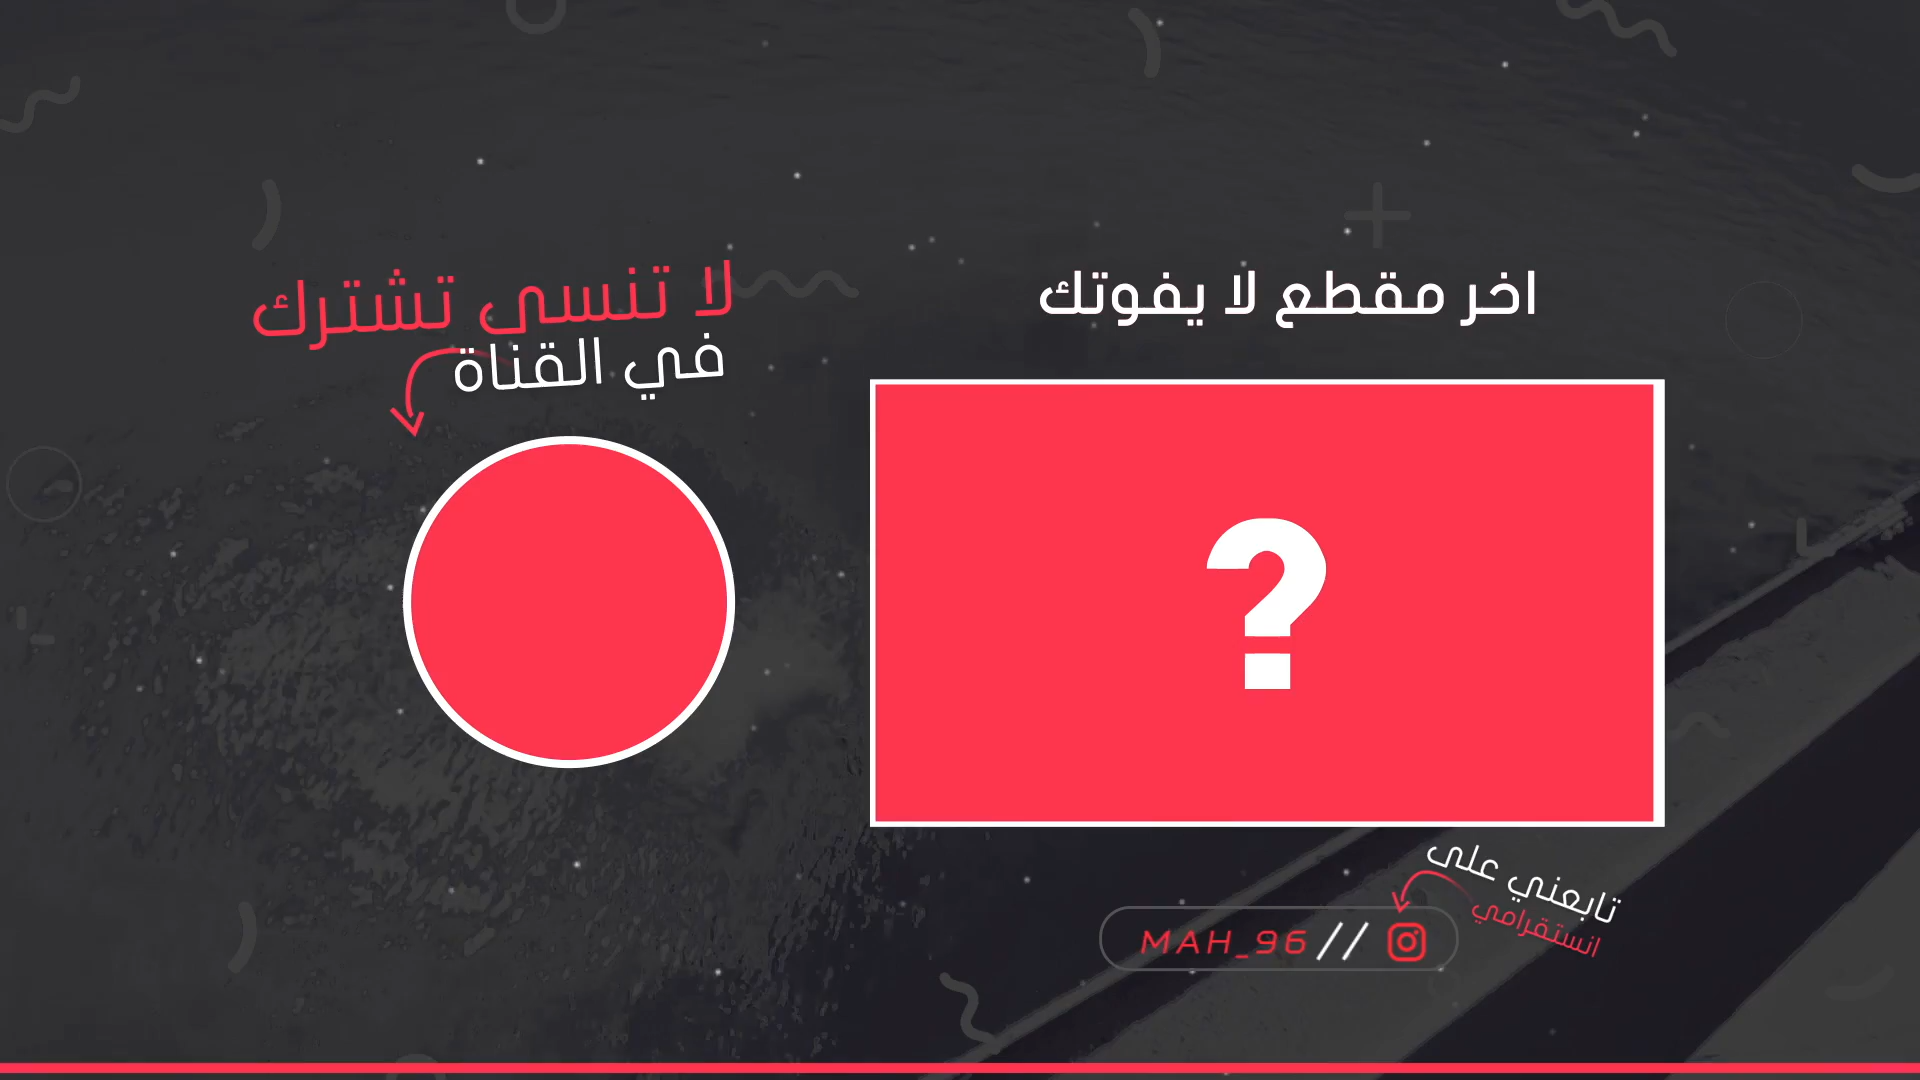 اخر مقطع لا يفوتك
?
لا تنسى تشترك
في القناة
تابعني على
انستقرامي
MAH_96 //